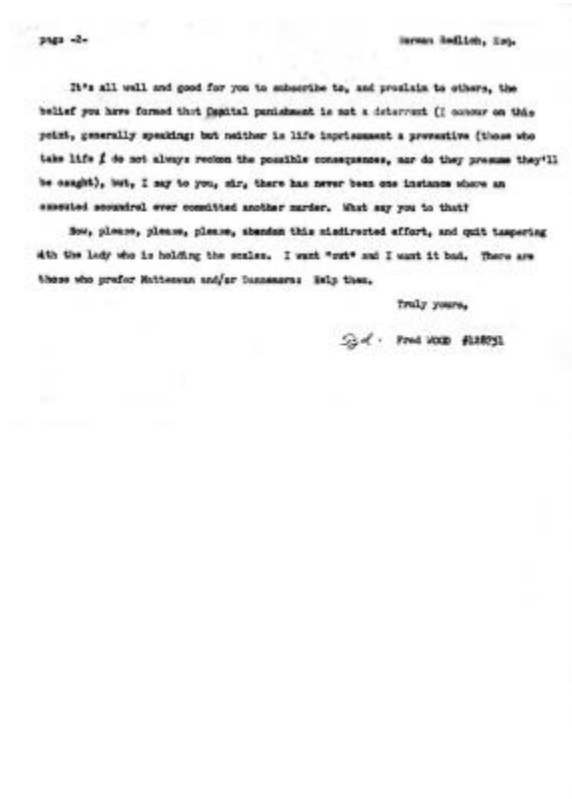 page -2- Norman Redlich, Esq.
It's all well and good for you to subscribe to, and proclaim to others, the
belief you have formed that Capital punishment is not a deterrent (I concur on this
point, generally speaking; but neither is life imprisonment a preventive (those who
take life do not always reckon the possible consequences, nor do they presume they'll
be caught), but, I say to you, sir, there has never been one instance where an
executed scoundrel ever committed another murder. What say you to that?
Now, please, please, please, abandon this misdirected effort, and quit tampering
with the lady who is holding the scales. I want "out" and I want it bad. There are
those who prefer Matteawan and/or Dannemora: Help them.
Truly yours,
Sgd. Fred WOOD #128731